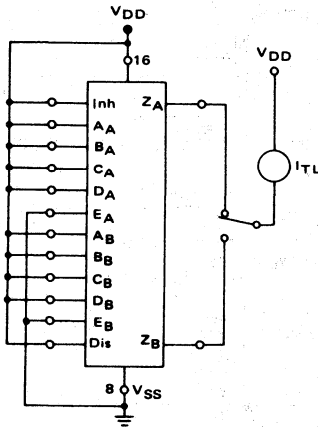 VDD
16
VDD
Inh
ZA
AA
BA
CA
ITL
DA
EA
AB
BB
CB
DB
EB
Dis
ZB
8
VSS